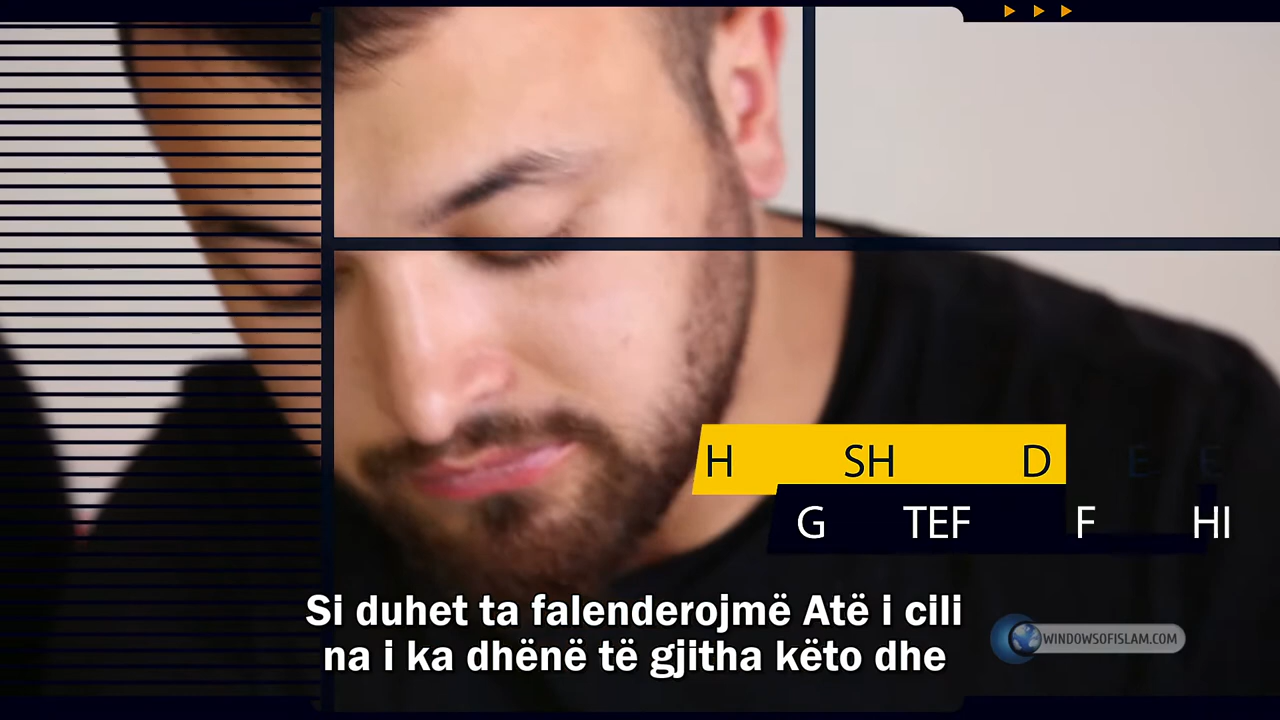 H SH D E E
G TEF F HI
Si duhet ta falenderojmë Atë i cili
na i ka dhënë të gjitha këto dhe
WINDOWSOFISLAM.COM